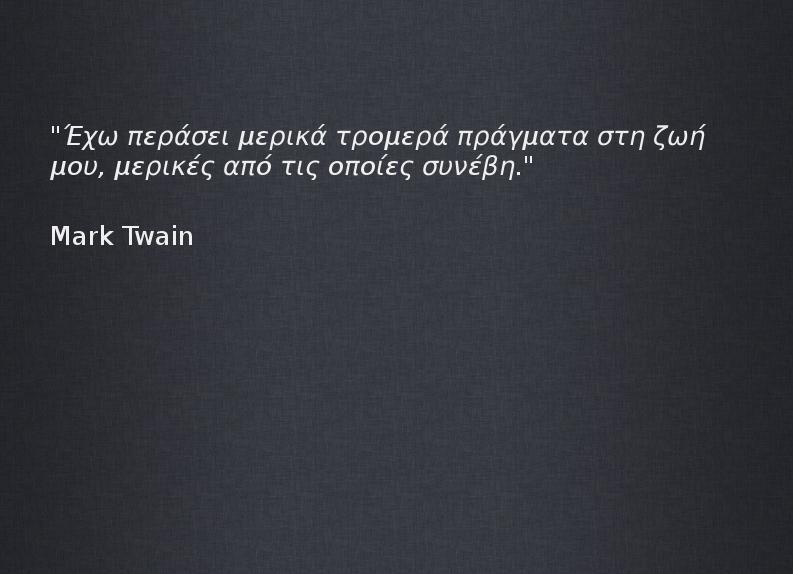 "Έχω περάσει μερικά τρομερά πράγματα στη ζωή
μου, μερικές από τις οποίες συνέβη."
Mark Twain